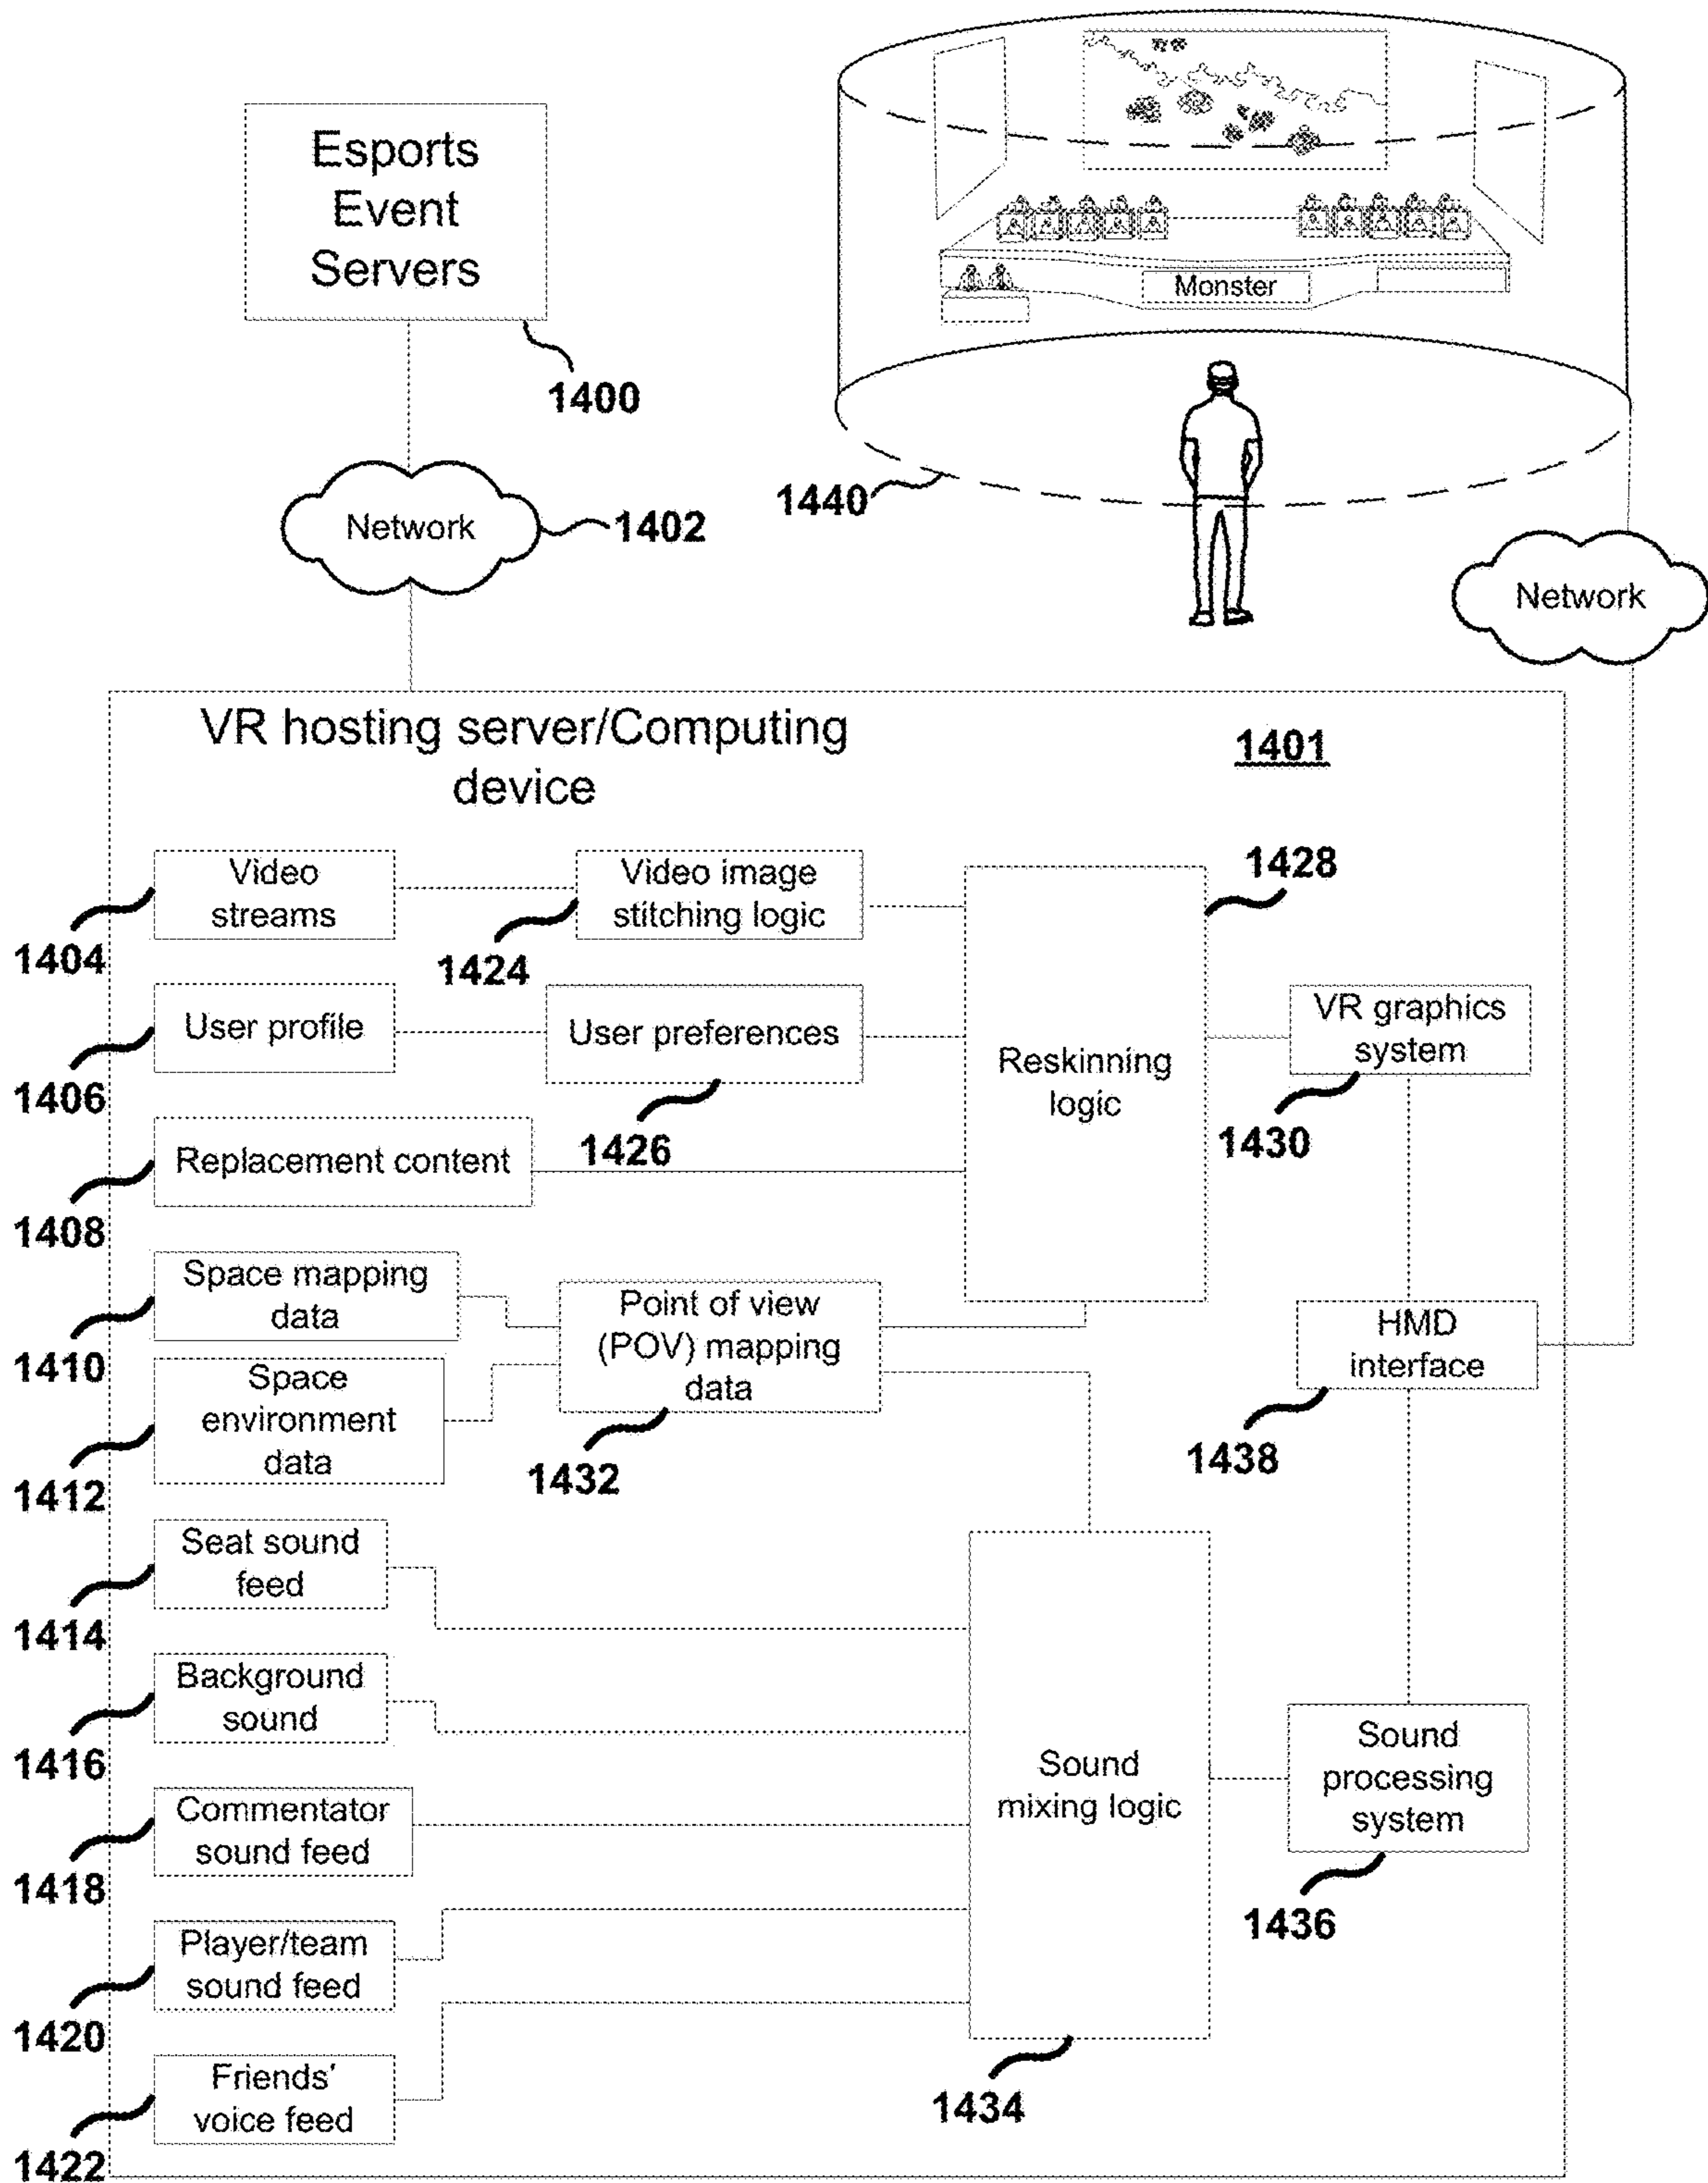 Esports
Event
Servers
1400
Monster
1440
Network
1402
Network
VR hosting server/Computing
device
1401
Video
streams
1404
Video image
stitching logic
1424
1428
User profile
1406
User preferences
1426
Reskinning
logic
VR graphics
system
1430
Replacement content
1408
Space mapping
data
1410
Point of view
(POV) mapping
data
1432
HMD
interface
1438
Space
environment
data
1412
Seat sound
feed
1414
Background
sound
1416
Sound
mixing logic
1434
Sound
processing
system
1436
Commentator
sound feed
1418
Player/team
sound feed
1420
Friends'
voice feed
1422